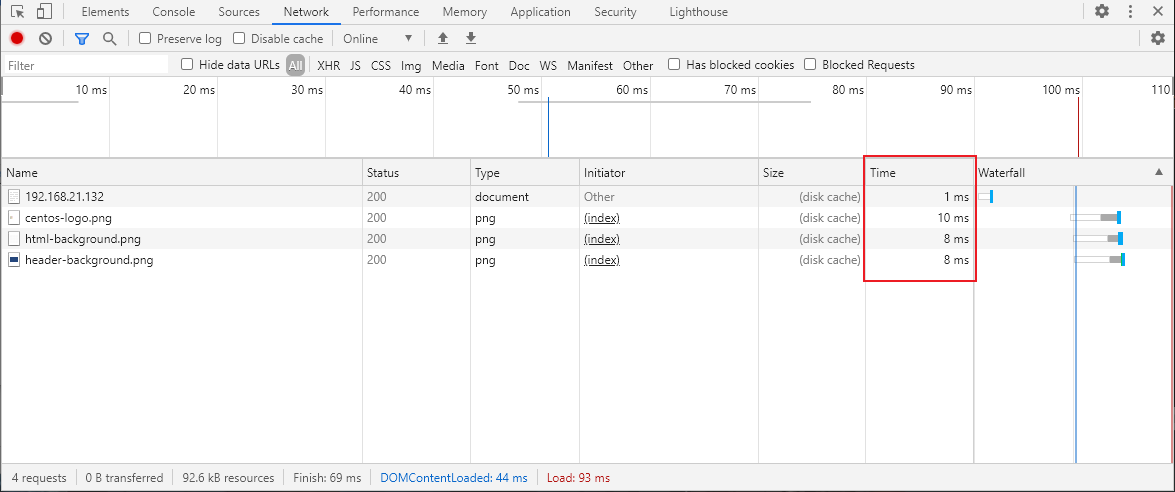 Elements Console Sources Network Performance Memory Application Security Lighthouse
Preserve log Disable cache Online
Filter Hide data URLs All XHR JS CSS Img Media Font Doc WS Manifest Other Has blocked cookies Blocked Requests
10 ms 20 ms 30 ms 40 ms 50 ms 60 ms 70 ms 80 ms 90 ms 100 ms 110
Name Status Type Initiator Size Time Waterfall
192.168.21.132 200 document Other (disk cache) 1 ms
centos-logo.png 200 png (index) (disk cache) 10 ms
html-background.png 200 png (index) (disk cache) 8 ms
header-background.png 200 png (index) (disk cache) 8 ms
4 requests 0 B transferred 92.6 kB resources Finish: 69 ms DOMContentLoaded: 44 ms Load: 93 ms